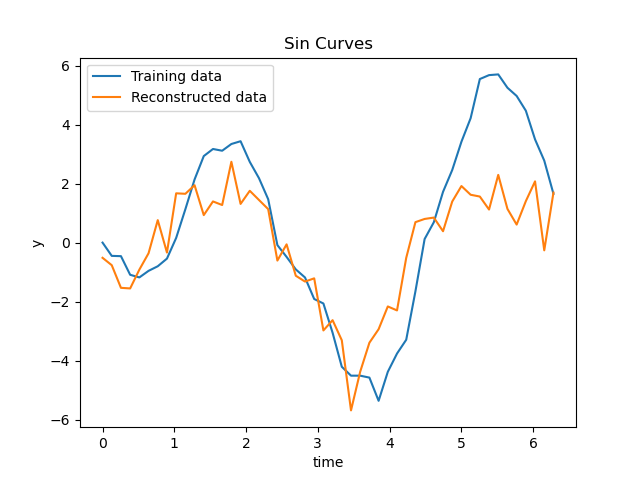 Sin Curves
Training data
Reconstructed data
6
4
2
0
−2
−4
−6
y
0 1 2 3 4 5 6
time